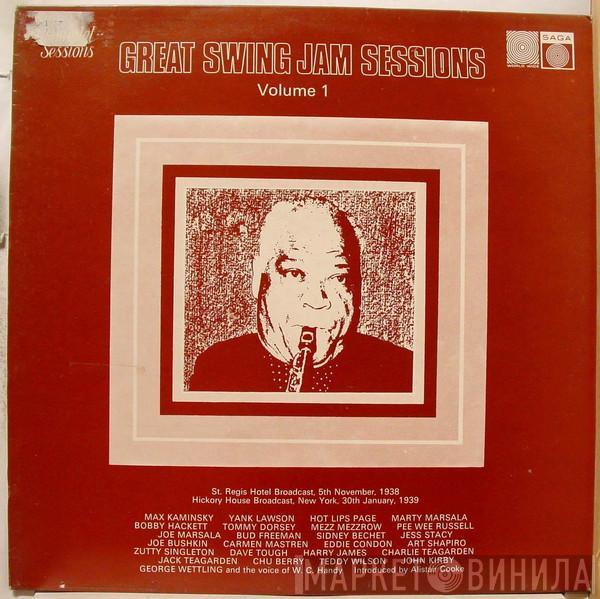 Sessions
GREAT SWING JAM SESSIONS
Volume 1
WORLD WIDE
SAGA
St. Regis Hotel Broadcast, 5th November, 1938
Hickory House Broadcast, New York, 30th January, 1939
MAX KAMINSKY YANK LAWSON HOT LIPS PAGE MARTY MARSALA
BOBBY HACKETT TOMMY DORSEY MEZZ MEZZROW PEE WEE RUSSELL
JOE MARSALA BUD FREEMAN SIDNEY BECHET JESS STACY
JOE BUSHKIN CARMEN MASTREN EDDIE CONDON ART SHAPIRO
ZUTTY SINGLETON DAVE TOUGH HARRY JAMES CHARLIE TEAGARDEN
JACK TEAGARDEN CHU BERRY TEDDY WILSON JOHN KIRBY
GEORGE WETTLING and the voice of W. C. Handy Introduced by Alistair Cooke
МАРКЕТ ВИНИЛА